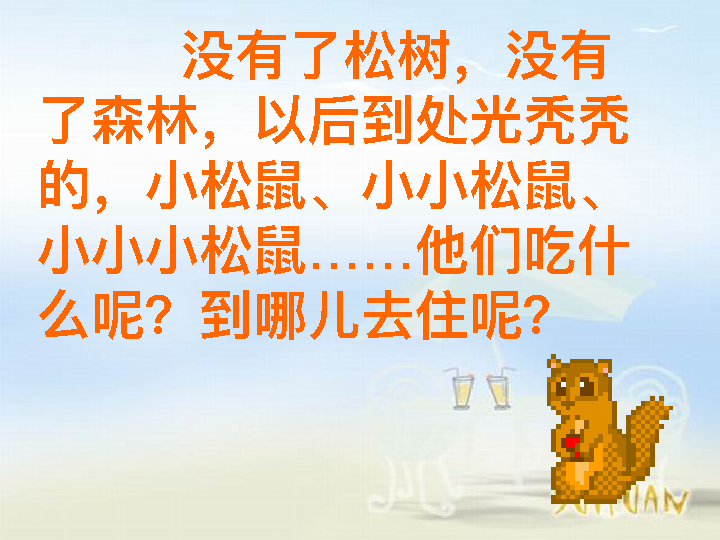 没有了松树，没有
了森林，以后到处光秃秃
的，小松鼠、小小松鼠、
小小小松鼠……他们吃什
么呢？到哪儿去住呢？